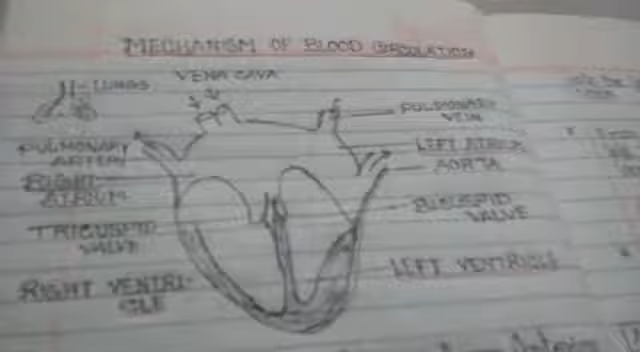 MECHANISM OF BLOOD CIRCULATION
VENA CAVA
LUNGS
PULMONARY
VEIN
PULMONARY
ARTERY
LEFT ATRIUM
AORTA
RIGHT
ATRIUM
BICUSPID
VALVE
TRICUSPID
VALVE
LEFT VENTRICLE
RIGHT VENTRI-
CLE